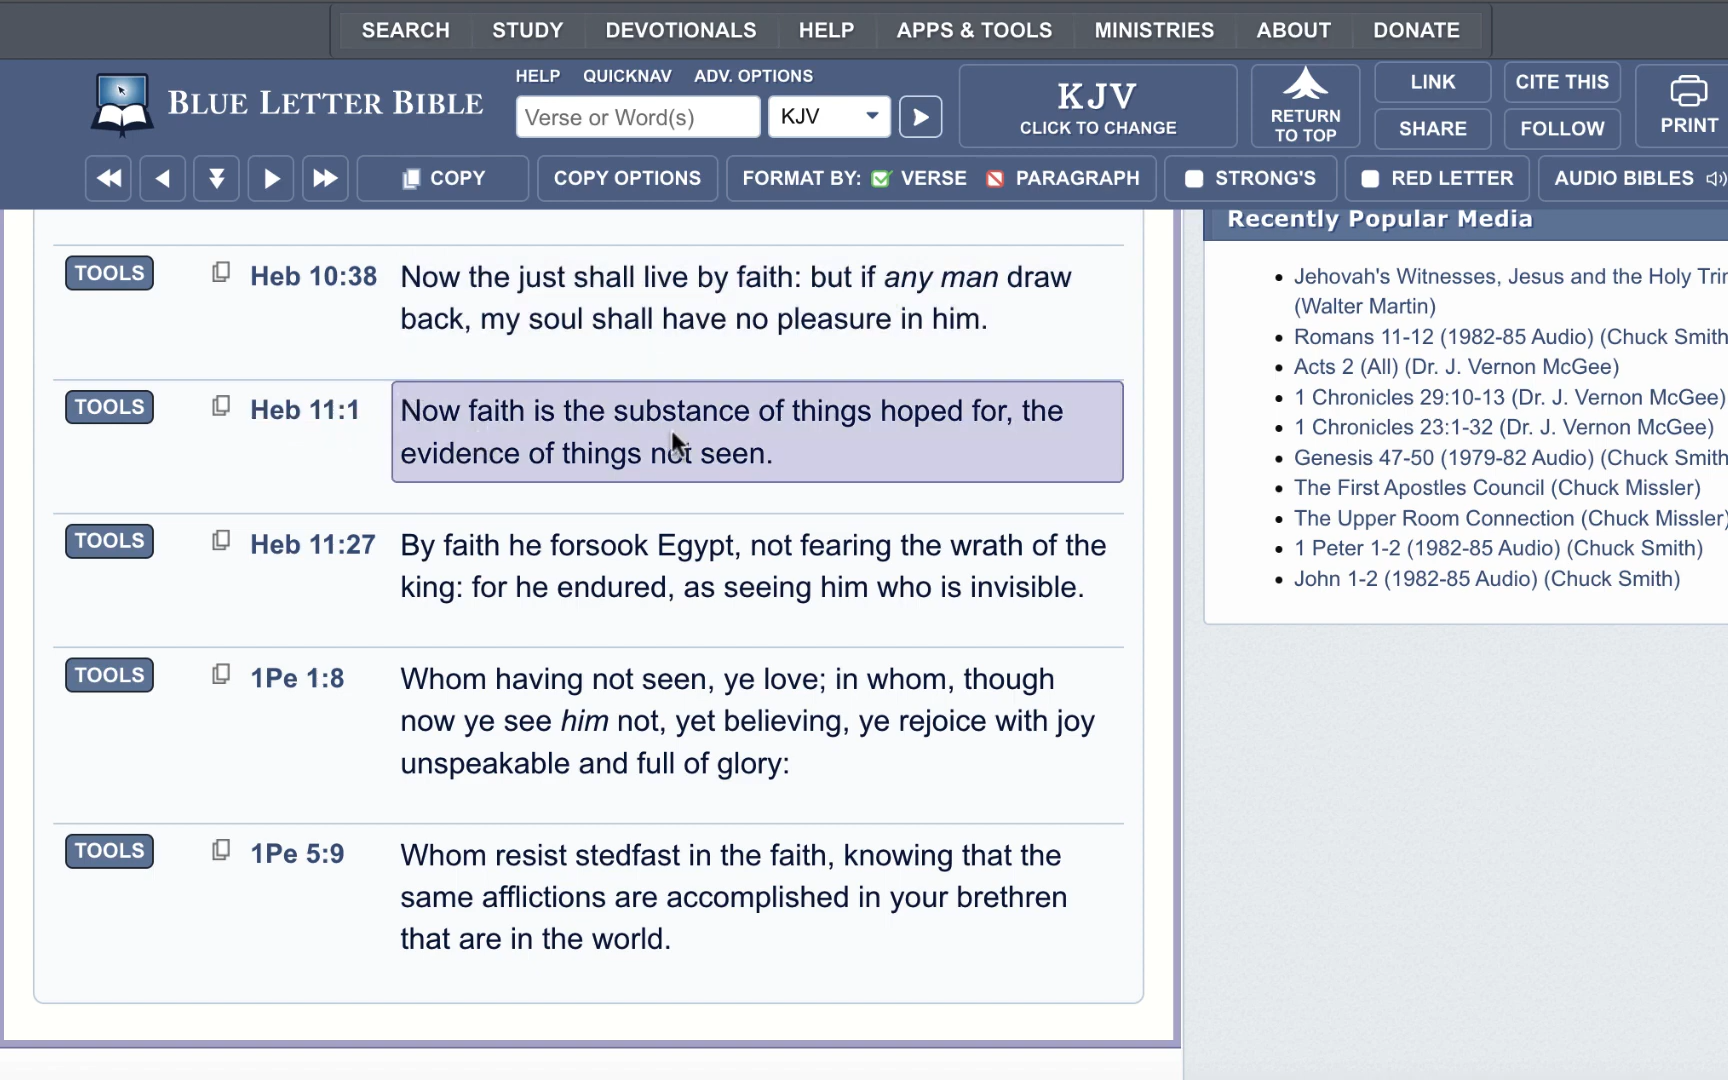 SEARCH STUDY DEVOTIONALS HELP APPS & TOOLS MINISTRIES ABOUT DONATE
BLUE LETTER BIBLE
HELP QUICKNAV ADV. OPTIONS
Verse or Word(s) KJV
KJV
CLICK TO CHANGE
RETURN
TO TOP
LINK CITE THIS
SHARE FOLLOW
PRINT
COPY COPY OPTIONS FORMAT BY: VERSE PARAGRAPH STRONG'S RED LETTER AUDIO BIBLES
TOOLS Heb 10:38 Now the just shall live by faith: but if any man draw
back, my soul shall have no pleasure in him.
TOOLS Heb 11:1 Now faith is the substance of things hoped for, the
evidence of things not seen.
TOOLS Heb 11:27 By faith he forsook Egypt, not fearing the wrath of the
king: for he endured, as seeing him who is invisible.
TOOLS 1Pe 1:8 Whom having not seen, ye love; in whom, though
now ye see him not, yet believing, ye rejoice with joy
unspeakable and full of glory:
TOOLS 1Pe 5:9 Whom resist stedfast in the faith, knowing that the
same afflictions are accomplished in your brethren
that are in the world.
Recently Popular Media
Jehovah's Witnesses, Jesus and the Holy
(Walter Martin)
Romans 11-12 (1982-85 Audio) (Chuck Smith
Acts 2 (All) (Dr. J. Vernon McGee)
1 Chronicles 29:10-13 (Dr. J. Vernon McGee)
1 Chronicles 23:1-32 (Dr. J. Vernon McGee)
Genesis 47-50 (1979-82 Audio) (Chuck Smith
The First Apostles Council (Chuck Missler)
The Upper Room Connection (Chuck Missler)
1 Peter 1-2 (1982-85 Audio) (Chuck Smith)
John 1-2 (1982-85 Audio) (Chuck Smith)